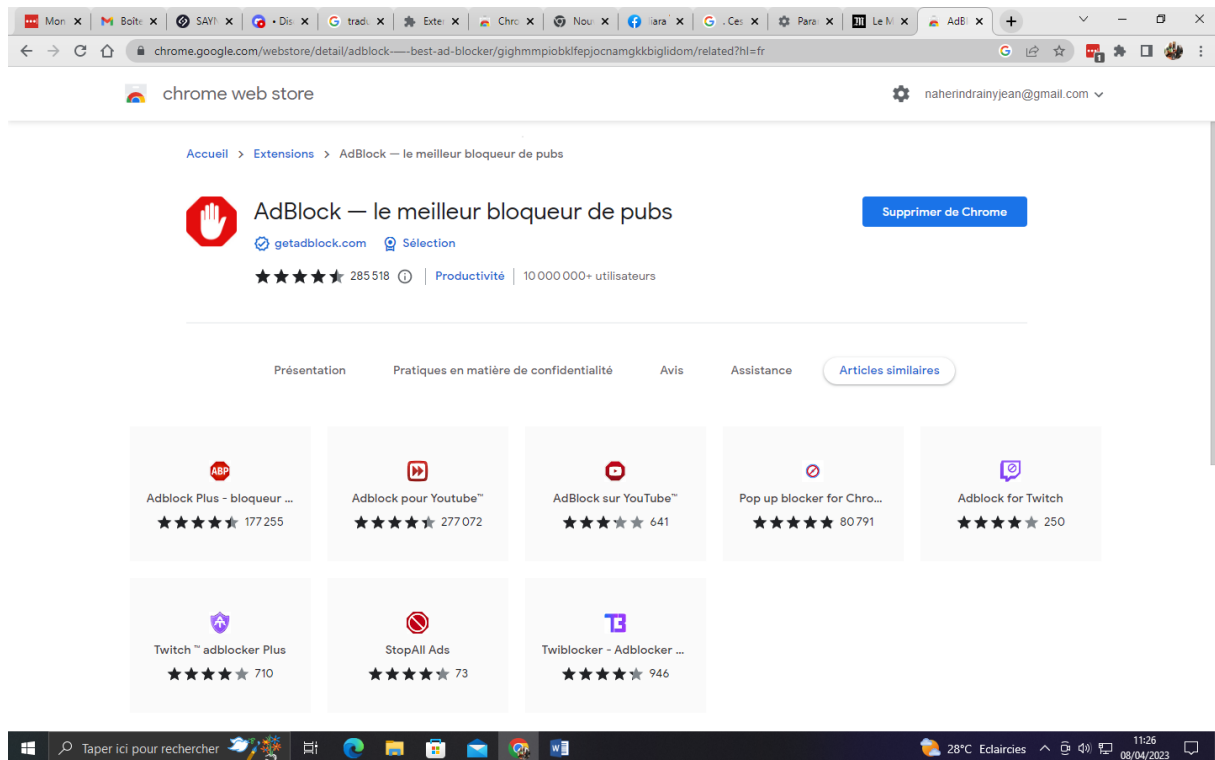 Mon
Boîte
SAYN
• Dis
G tradu
Exter
Chro
Nou
iara
. Ces
Para
Le M
AdBl
chrome.google.com/webstore/detail/adblock-—-best-ad-blocker/gighmmpiobklfepjocnamgkkbiglidom/related?hl=fr
1
chrome web store
naherindrainyjean@gmail.com
Accueil > Extensions > AdBlock — le meilleur bloqueur de pubs
AdBlock — le meilleur bloqueur de pubs
Supprimer de Chrome
getadblock.com Sélection
285 518 Productivité 10 000 000+ utilisateurs
Présentation Pratiques en matière de confidentialité Avis Assistance Articles similaires
ABP
Adblock Plus - bloqueur ... Adblock pour Youtube™ AdBlock sur YouTube™ Pop up blocker for Chro... Adblock for Twitch
177 255 277 072 641 80 791 250
Twitch ™ adblocker Plus StopAll Ads Twiblocker - Adblocker ...
710 73 946
Taper ici pour rechercher
28°C Eclaircies
11:26
08/04/2023